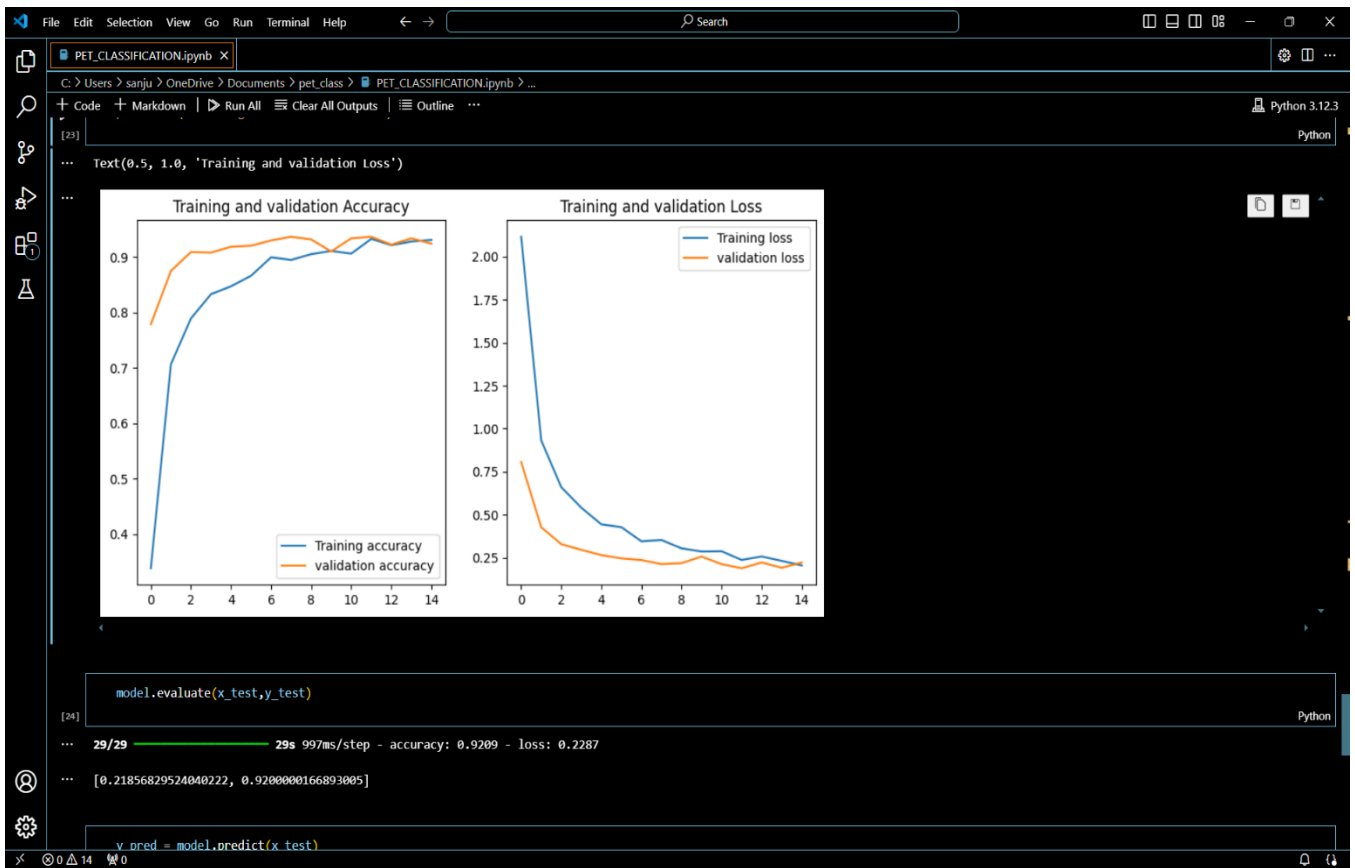 File Edit Selection View Go Run Terminal Help
Search
PET_CLASSIFICATION.ipynb
C: > Users > sanju > OneDrive > Documents > pet_class > PET_CLASSIFICATION.ipynb > ...
+ Code + Markdown | Run All Clear All Outputs | Outline ...
Python 3.12.3
[23]
Python
... Text(0.5, 1.0, 'Training and validation Loss')
...
Training and validation Accuracy
0.9
0.8
0.7
0.6
0.5
0.4
Training accuracy
validation accuracy
0 2 4 6 8 10 12 14
Training and validation Loss
Training loss
validation loss
2.00
1.75
1.50
1.25
1.00
0.75
0.50
0.25
0 2 4 6 8 10 12 14
1
model.evaluate(x_test,y_test)
[24]
Python
... 29/29 29s 997ms/step - accuracy: 0.9209 - loss: 0.2287
... [0.21856829524040222, 0.9200000166893005]
y_pred = model.predict(x_test)
0 14 0